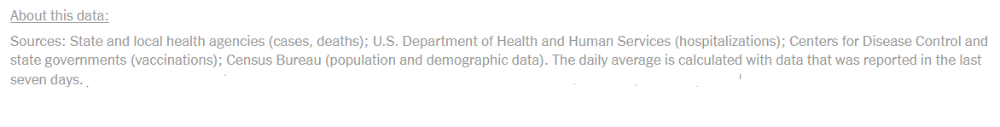 About this data:
Sources: State and local health agencies (cases, deaths); U.S. Department of Health and Human Services (hospitalizations); Centers for Disease Control and
state governments (vaccinations); Census Bureau (population and demographic data). The daily average is calculated with data that was reported in the last
seven days.